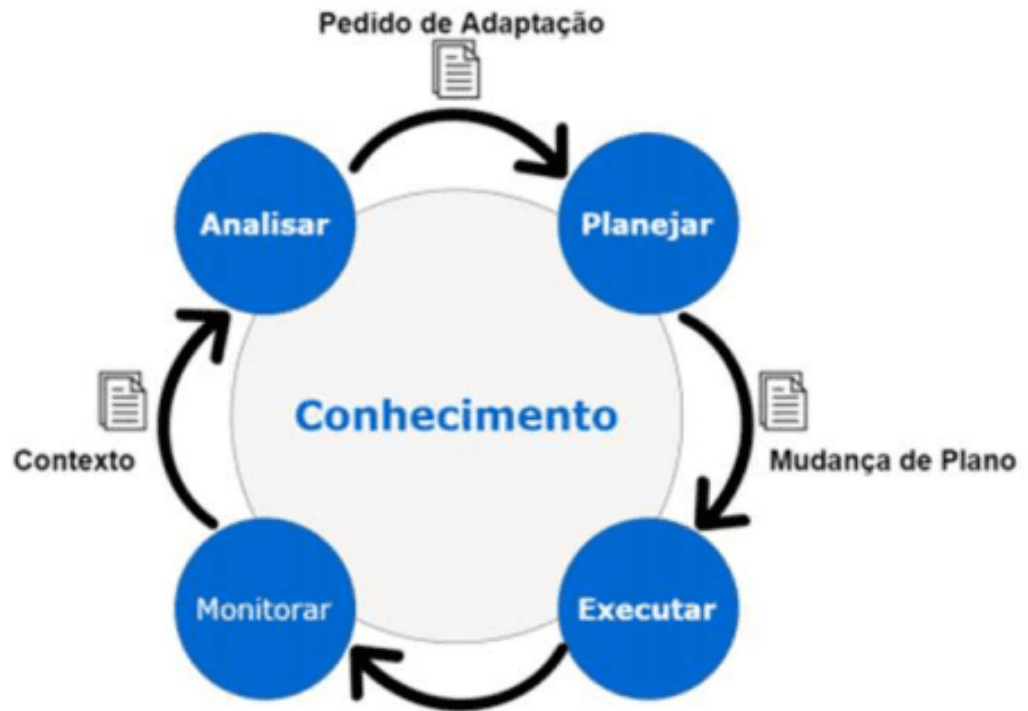 Pedido de Adaptação
Analisar
Planejar
Conhecimento
Contexto
Mudança de Plano
Monitorar
Executar